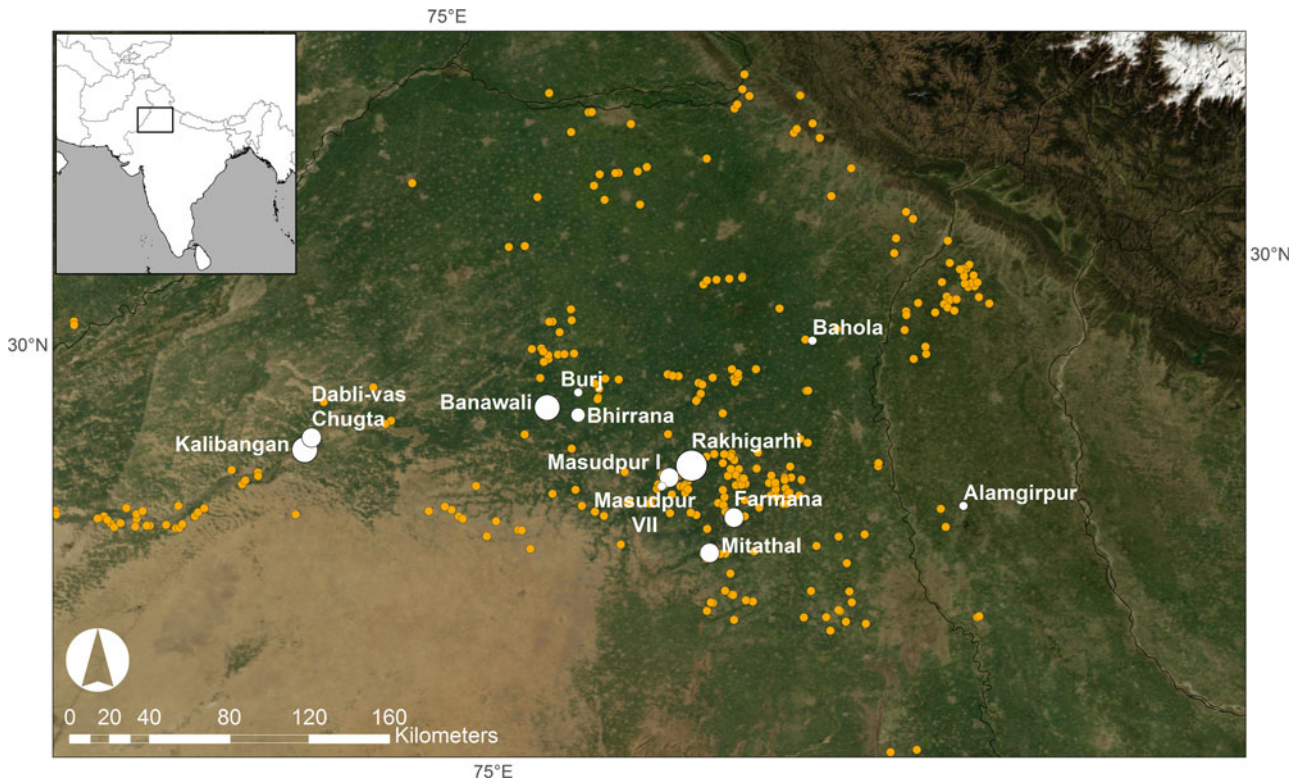 75°E
30°N
Bahola
30°N
Dabli-vas
Chugta
Burj
Banawali
Bhirrana
Kalibangan
Rakhigarhi
Masudpur I
Masudpur
VII
Farmana
Alamgirpur
Mitathal
0 20 40 80 120 160
Kilometers
75°E